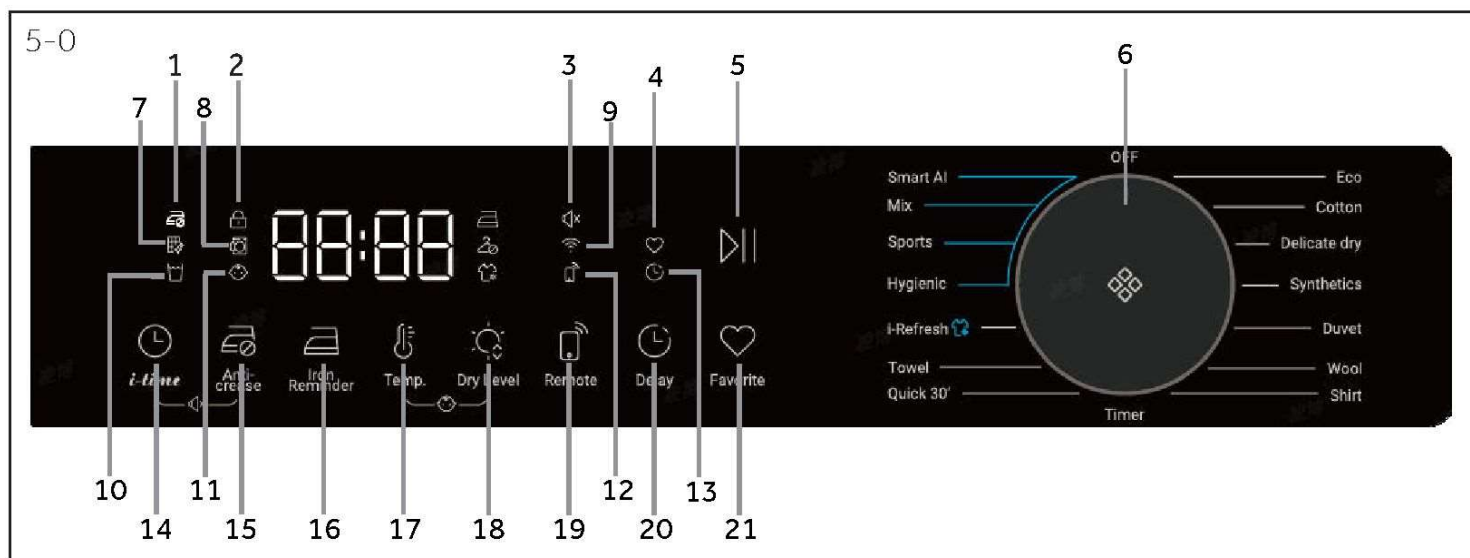 5-0
1 2 3 4 5 6
7 8 9
OFF
Smart AI
Mix
Sports
Hygienic
i-Refresh
Towel
Quick 30'
Eco
Cotton
Delicate dry
Synthetics
Duvet
Wool
Shirt
Timer
88:88
i-time
Anti-
crease
Iron
Reminder
Temp.
Dry Level
Remote
Delay
Favorite
10 11 12 13
14 15 16 17 18 19 20 21